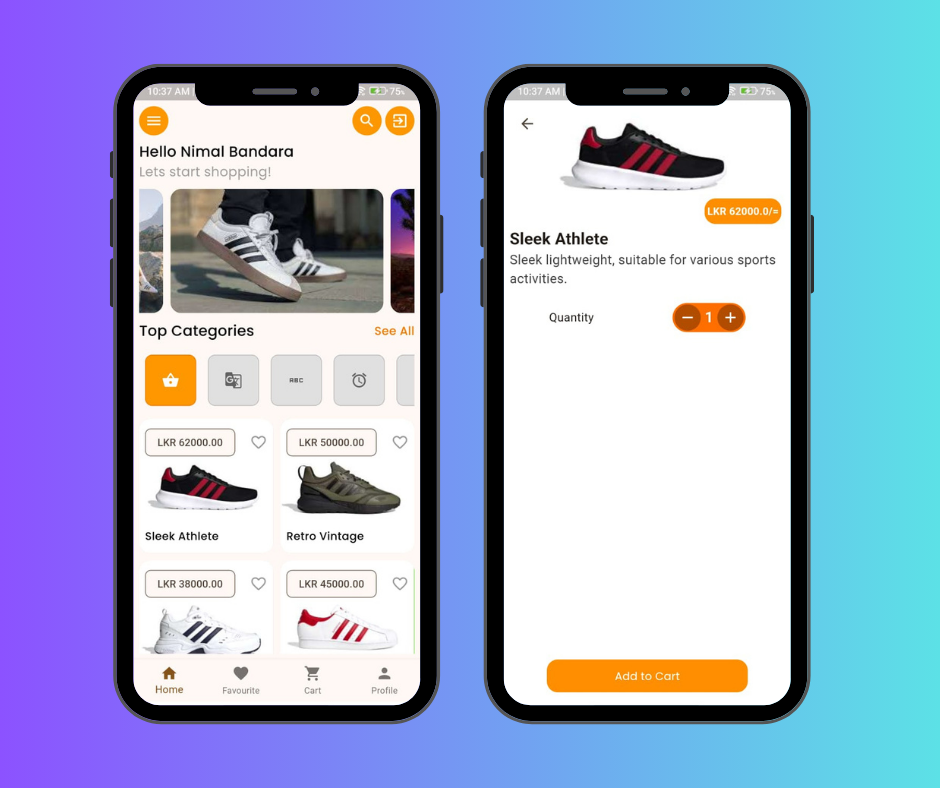 10:37 AM
75
Hello Nimal Bandara
Lets start shopping!
Top Categories
See All
ABC
LKR 62000.00
LKR 50000.00
Sleek Athlete
Retro Vintage
LKR 38000.00
LKR 45000.00
Home
Favourite
Cart
Profile
10:37 AM
75
LKR 62000.0/=
Sleek Athlete
Sleek lightweight, suitable for various sports
activities.
Quantity
1
Add to Cart